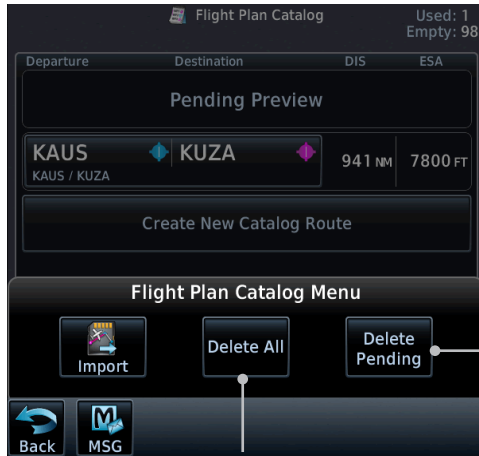 Flight Plan Catalog
Used: 1
Empty: 98
Departure Destination DIS ESA
Pending Preview
KAUS KUZA 941 NM 7800 FT
KAUS / KUZA
Create New Catalog Route
Flight Plan Catalog Menu
Import
Delete All
Delete
Pending
Back
MSG